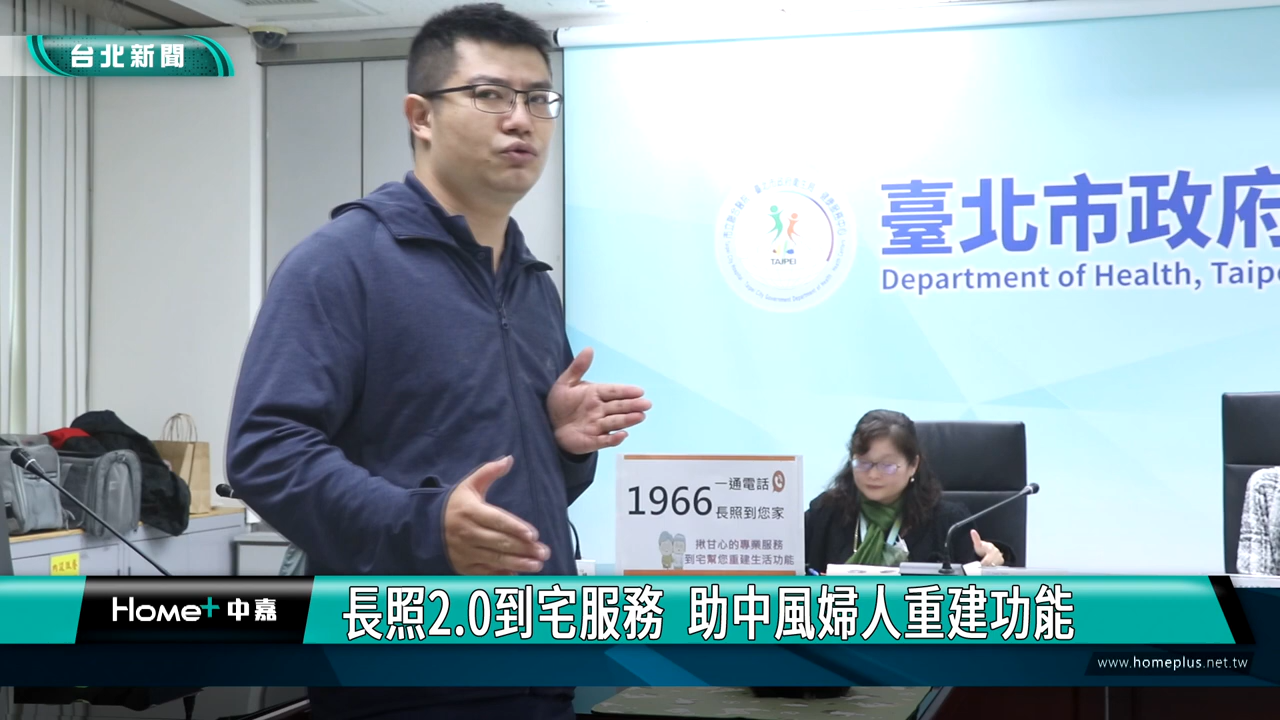 台北新聞
臺北市政府
Department of Health, Taipe
TAIPEI
1966
一通電話
長照到您家
揪甘心的專業服務
到宅幫您重建生活功能
Home+中嘉
長照2.0到宅服務 助中風婦人重建功能
www.homeplus.net.tw